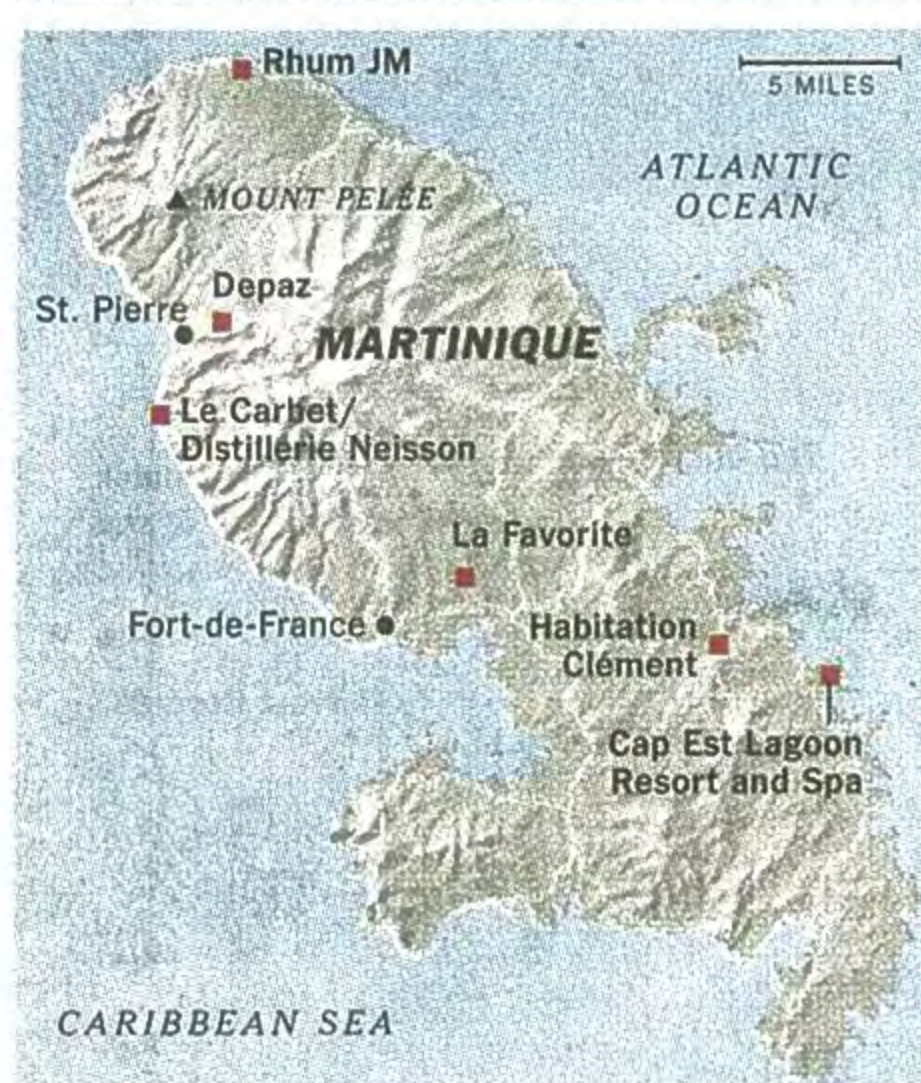 Rhum JM
5 MILES
ATLANTIC
OCEAN
MOUNT PELÉE
Depaz
St. Pierre
MARTINIQUE
Le Carbet/
Distillerie Neisson
La Favorite
Fort-de-France
Habitation
Clément
Cap Est Lagoon
Resort and Spa
CARIBBEAN SEA